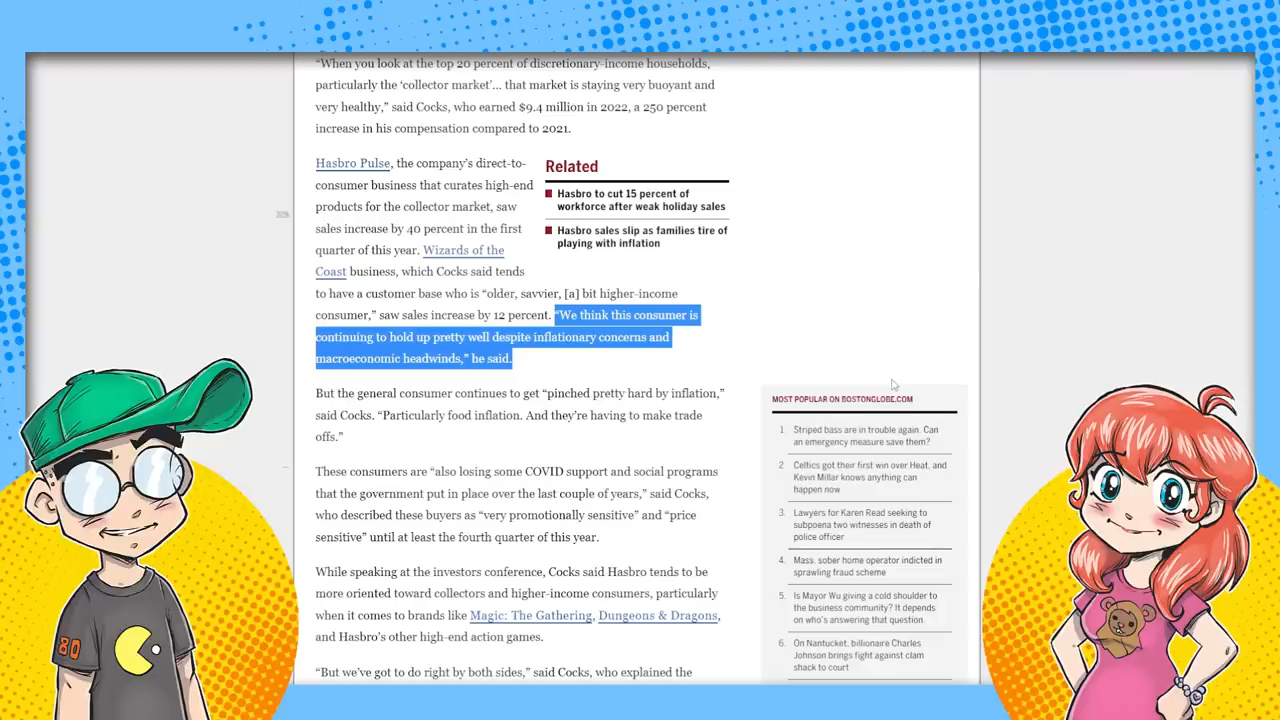 “When you look at the top 20 percent of discretionary-income households,
particularly the ‘collector market’... that market is staying very buoyant and
very healthy,” said Cocks, who earned $9.4 million in 2022, a 250 percent
increase in his compensation compared to 2021.
Hasbro Pulse, the company’s direct-to-
consumer business that curates high-end
products for the collector market, saw
sales increase by 40 percent in the first
quarter of this year. Wizards of the
Coast business, which Cocks said tends
to have a customer base who is “older, savvier, [a] bit higher-income
consumer,” saw sales increase by 12 percent. “We think this consumer is
continuing to hold up pretty well despite inflationary concerns and
macroeconomic headwinds,” he said.
Related
Hasbro to cut 15 percent of
workforce after weak holiday sales
Hasbro sales slip as families tire of
playing with inflation
But the general consumer continues to get “pinched pretty hard by inflation,”
said Cocks. “Particularly food inflation. And they’re having to make trade
offs.”
These consumers are “also losing some COVID support and social programs
that the government put in place over the last couple of years,” said Cocks,
who described these buyers as “very promotionally sensitive” and “price
sensitive” until at least the fourth quarter of this year.
While speaking at the investors conference, Cocks said Hasbro tends to be
more oriented toward collectors and higher-income consumers, particularly
when it comes to brands like Magic: The Gathering, Dungeons & Dragons,
and Hasbro’s other high-end action games.
“But we’ve got to do right by both sides,” said Cocks, who explained the
MOST POPULAR ON BOSTONGLOBE.COM
1. Striped bass are in trouble again. Can
an emergency measure save them?
2 Celtics got their first win over Heat, and
Kevin Millar knows anything can
happen now
3. Lawyers for Karen Read seeking to
subpoena two witnesses in death of
police officer
4. Mass. sober home operator indicted in
sprawling fraud scheme
5. Is Mayor Wu giving a cold shoulder to
the business community? It depends
on who’s answering that question.
6. On Nantucket, billionaire Charles
Johnson brings fight against clam
shack to court
80